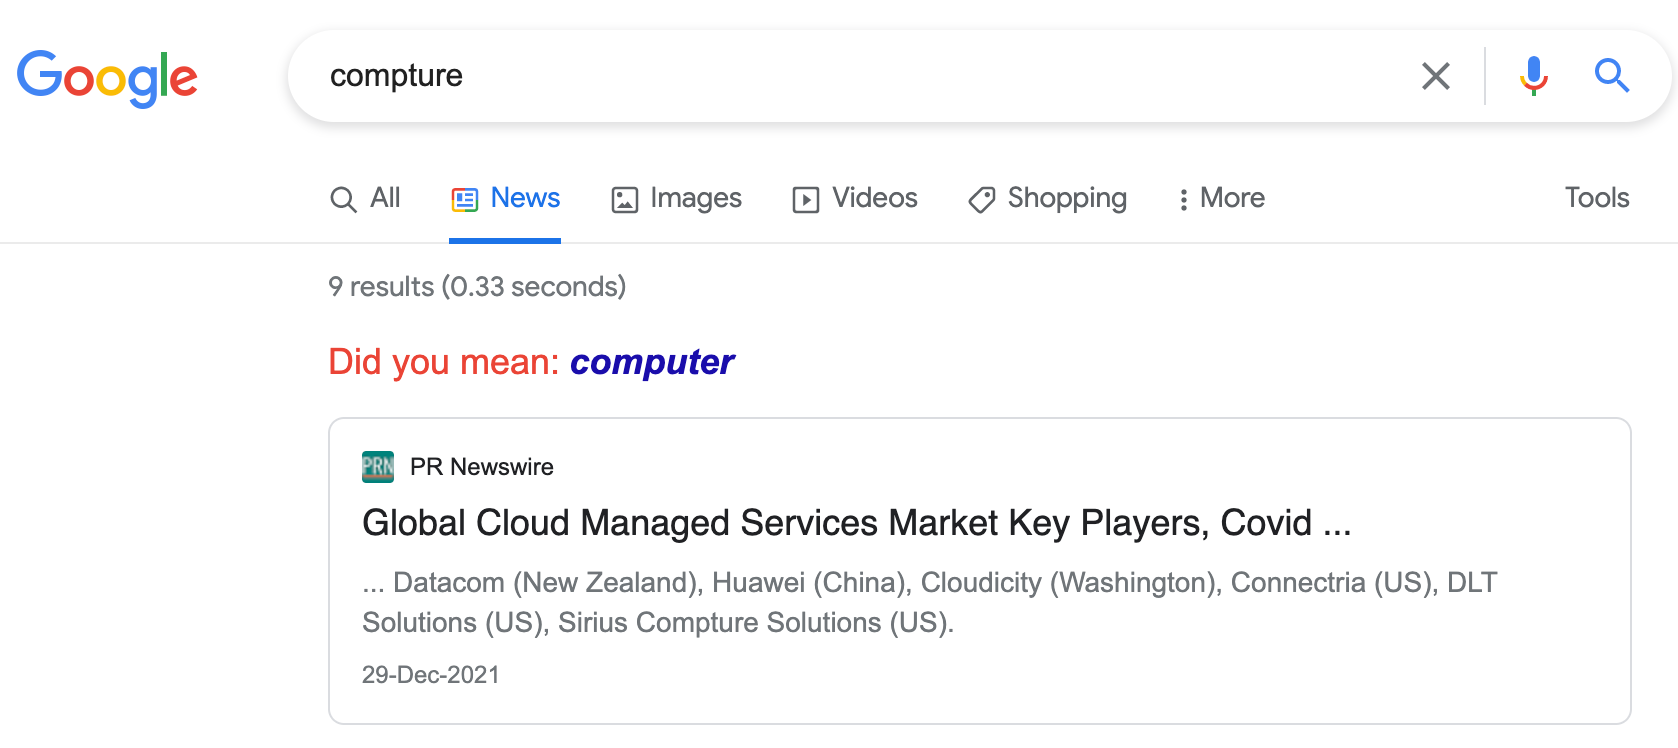 Google
compture
All News Images Videos Shopping More Tools
9 results (0.33 seconds)
Did you mean: computer
PRN PR Newswire
Global Cloud Managed Services Market Key Players, Covid ...
... Datacom (New Zealand), Huawei (China), Cloudicity (Washington), Connectria (US), DLT
Solutions (US), Sirius Compture Solutions (US).
29-Dec-2021